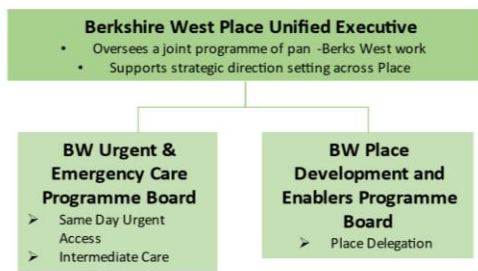 Berkshire West Place Unified Executive
• Oversees a joint programme of pan -Berks West work
• Supports strategic direction setting across Place
BW Urgent &
Emergency Care
Programme Board
➢ Same Day Urgent
Access
➢ Intermediate Care
BW Place
Development and
Enablers Programme
Board
➢ Place Delegation